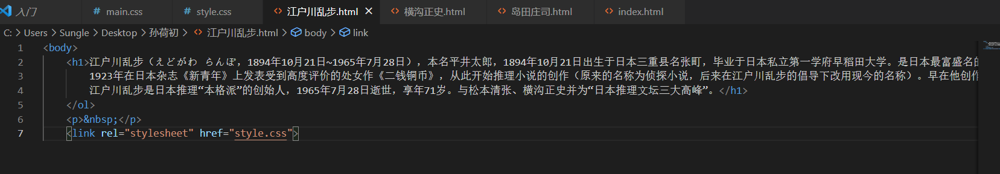 入门
# main.css
# style.css
<> 江户川乱步.html ×
<> 横沟正史.html
<> 岛田庄司.html
<> index.html
C: > Users > Sungle > Desktop > 孙荷初 > <> 江户川乱步.html > body > link
1 <body>
2 <h1>江户川乱步（えどがわ らんぽ，1894年10月21日~1965年7月28日），本名平井太郎，1894年10月21日出生于日本三重县名张町，毕业于日本私立第一学府早稻田大学。是日本最富盛名的
3 1923年在日本杂志《新青年》上发表受到高度评价的处女作《二钱铜币》，从此开始推理小说的创作（原来的名称为侦探小说，后来在江户川乱步的倡导下改用现今的名称）。早在他创作
4 江户川乱步是日本推理“本格派”的创始人，1965年7月28日逝世，享年71岁。与松本清张、横沟正史并为“日本推理文坛三大高峰”。</h1>
5 </ol>
6 <p>&nbsp;</p>
7 <link rel="stylesheet" href="style.css">